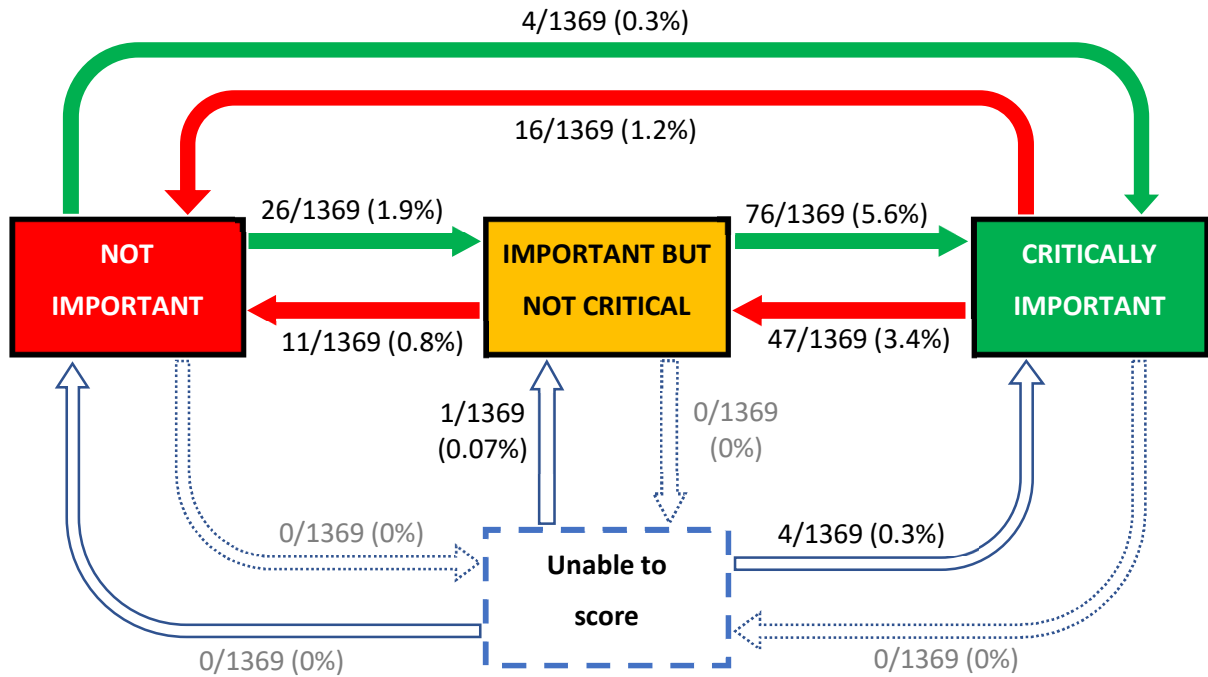 4/1369 (0.3%)
16/1369 (1.2%)
26/1369 (1.9%)
76/1369 (5.6%)
NOT
IMPORTANT
IMPORTANT BUT
NOT CRITICAL
CRITICALLY
IMPORTANT
11/1369 (0.8%)
47/1369 (3.4%)
1/1369
(0.07%)
0/1369
(0%)
0/1369 (0%)
4/1369 (0.3%)
Unable to
score
0/1369 (0%)
0/1369 (0%)